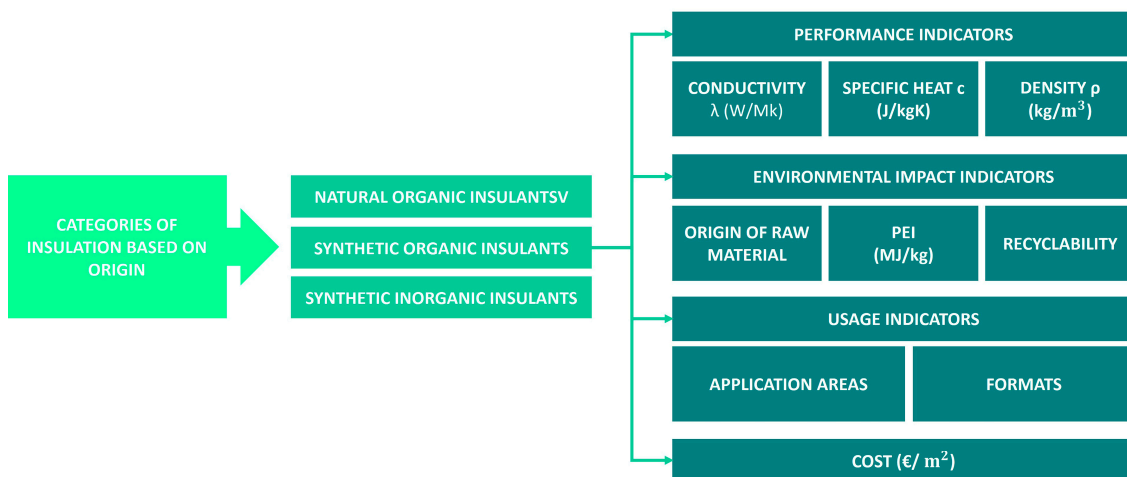 CATEGORIES OF
INSULATION BASED ON
ORIGIN
NATURAL ORGANIC INSULANTSV
SYNTHETIC ORGANIC INSULANTS
SYNTHETIC INORGANIC INSULANTS
PERFORMANCE INDICATORS
CONDUCTIVITY
λ (W/Mk)
SPECIFIC HEAT c
(J/kgK)
DENSITY ρ
(kg/m³)
ENVIRONMENTAL IMPACT INDICATORS
ORIGIN OF RAW
MATERIAL
PEI
(MJ/kg)
RECYCLABILITY
USAGE INDICATORS
APPLICATION AREAS
FORMATS
COST (€/ m²)